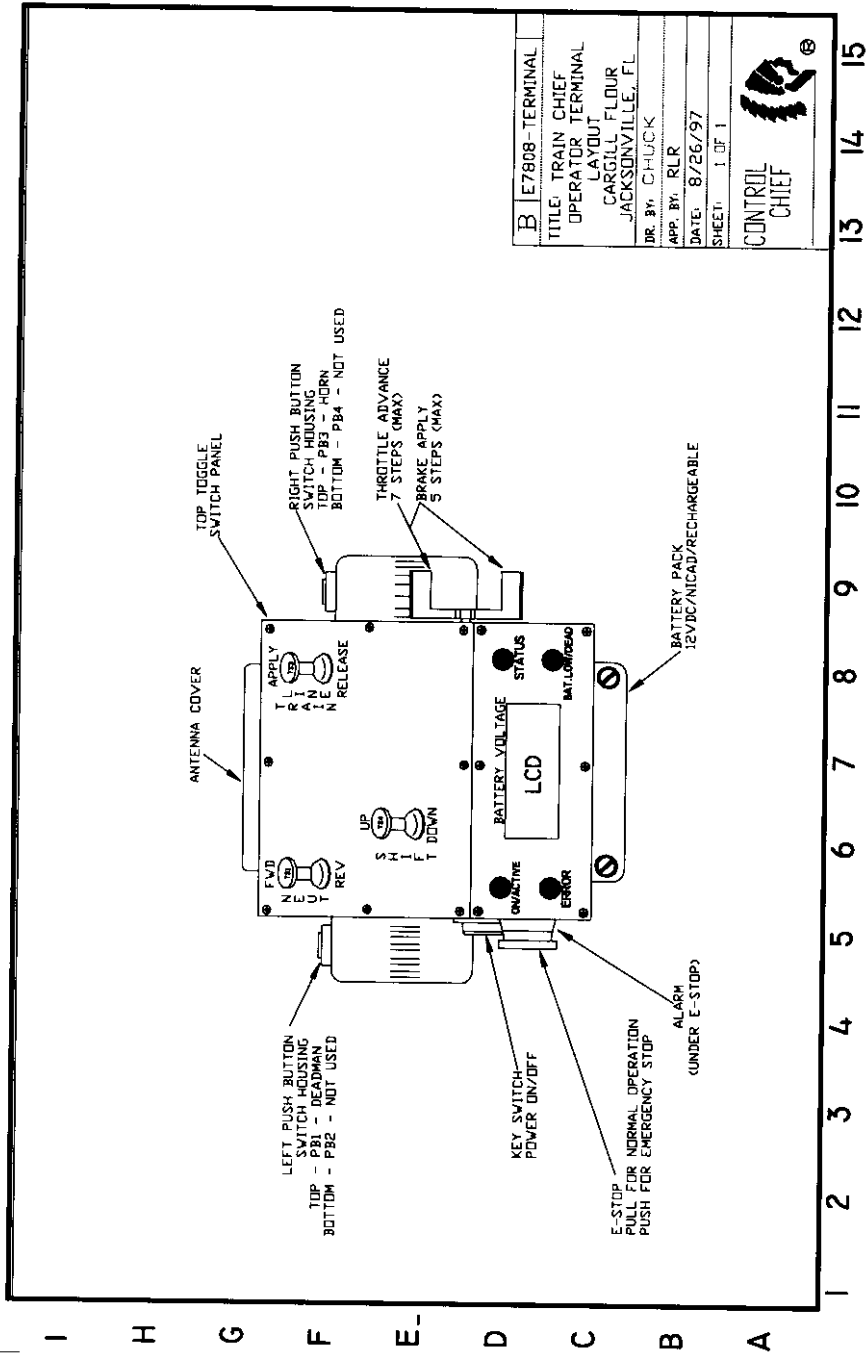 ANTENNA COVER
TOP TOGGLE
SWITCH PANEL
LEFT PUSH BUTTON
SWITCH HOUSING
TOP - PB1 - DEADMAN
BOTTOM - PB2 - NOT USED
RIGHT PUSH BUTTON
SWITCH HOUSING
TOP - PB3 - HORN
BOTTOM - PB4 - NOT USED
FWD
NEUT
REV
UP
SHIFT
DOWN
APPLY
TRAIN
LINE
RELEASE
THROTTLE ADVANCE
7 STEPS (MAX)
BRAKE APPLY
5 STEPS (MAX)
KEY SWITCH
POWER ON/OFF
ON/ACTIVE
ERROR
BATTERY VOLTAGE
LCD
STATUS
BAT.LOW/DEAD
E-STOP
PULL FOR NORMAL OPERATION
PUSH FOR EMERGENCY STOP
ALARM
(UNDER E-STOP)
BATTERY PACK
12VDC/NICAD/RECHARGEABLE
B E7808-TERMINAL
TITLE: TRAIN CHIEF
OPERATOR TERMINAL
LAYOUT
CARGILL FLOUR
JACKSONVILLE, FL
DR. BY: CHUCK
APP. BY: RLR
DATE: 8/26/97
SHEET: 1 OF 1
CONTROL
CHIEF
®
I
H
G
F
E
D
C
B
A
1 2 3 4 5 6 7 8 9 10 11 12 13 14 15